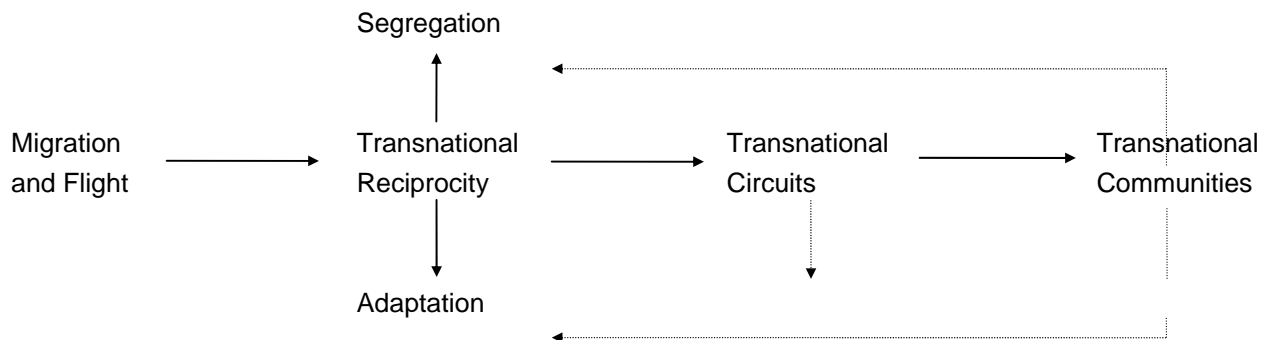 Segregation
Migration
and Flight
Transnational
Reciprocity
Transnational
Circuits
Transnational
Communities
Adaptation